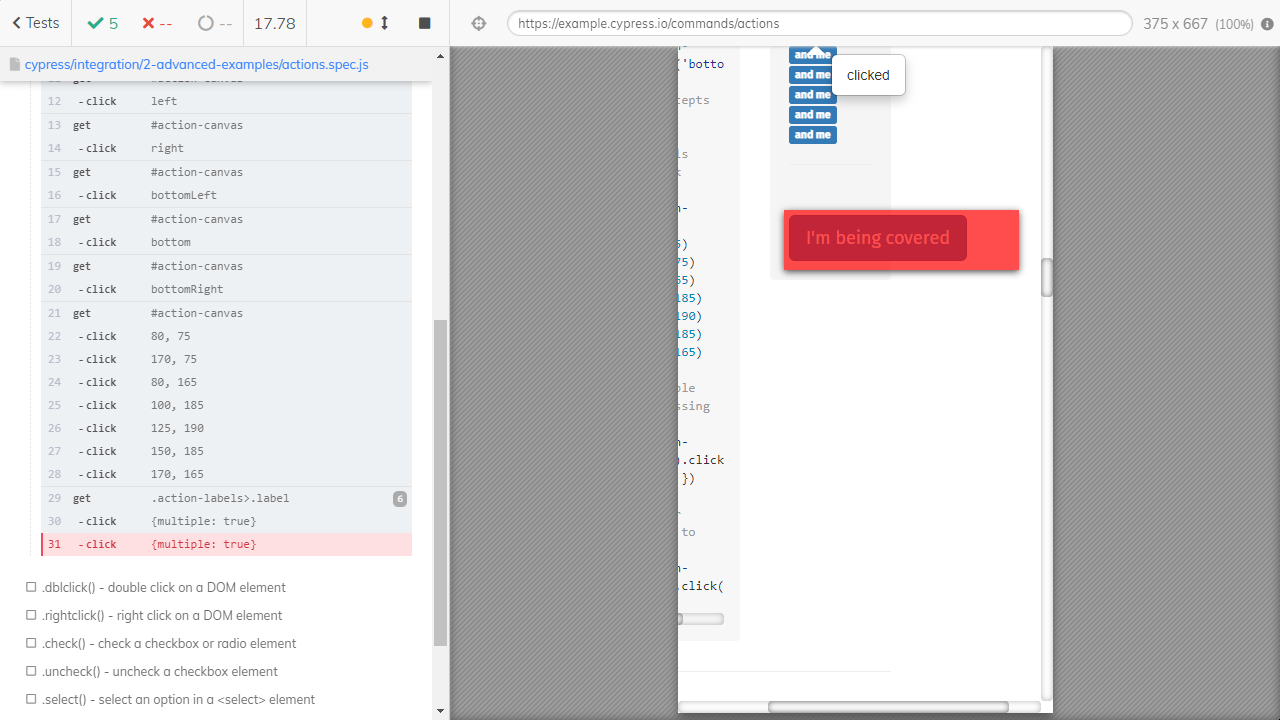 Tests
5
--
--
17.78
https://example.cypress.io/commands/actions
375 x 667 (100%)
cypress/integration/2-advanced-examples/actions.spec.js
12 - click left
13 get #action-canvas
14 - click right
15 get #action-canvas
16 - click bottomLeft
17 get #action-canvas
18 - click bottom
19 get #action-canvas
20 - click bottomRight
21 get #action-canvas
22 - click 80, 75
23 - click 170, 75
24 - click 80, 165
25 - click 100, 185
26 - click 125, 190
27 - click 150, 185
28 - click 170, 165
29 get .action-labels>.label 6
30 - click {multiple: true}
31 - click {multiple: true}
.dblclick() - double click on a DOM element
.rightclick() - right click on a DOM element
.check() - check a checkbox or radio element
.uncheck() - uncheck a checkbox element
.select() - select an option in a <select> element
('botto
cepts
ls
k
n-
5)
75)
65)
185)
190)
185)
165)
ble
ssing
n-
).click
})
to
n-
.click(
and me
and me
and me
and me
and me
clicked
I'm being covered